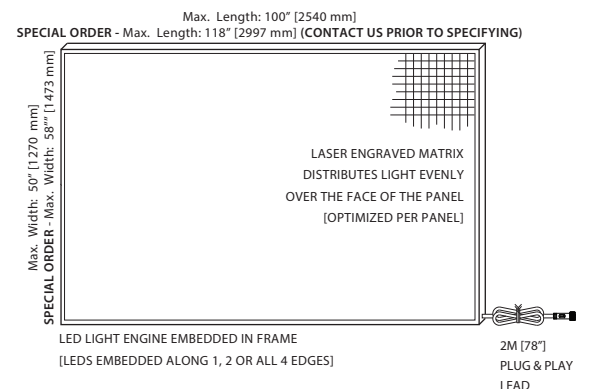 Max. Length: 100” [2540 mm]
SPECIAL ORDER - Max. Length: 118” [2997 mm] (CONTACT US PRIOR TO SPECIFYING)
Max. Width: 50” [1270 mm]
SPECIAL ORDER - Max. Width: 58”” [1473 mm]
LASER ENGRAVED MATRIX
DISTRIBUTES LIGHT EVENLY
OVER THE FACE OF THE PANEL
[OPTIMIZED PER PANEL]
LED LIGHT ENGINE EMBEDDED IN FRAME
[LEDS EMBEDDED ALONG 1, 2 OR ALL 4 EDGES]
2M [78”]
PLUG & PLAY
LEAD